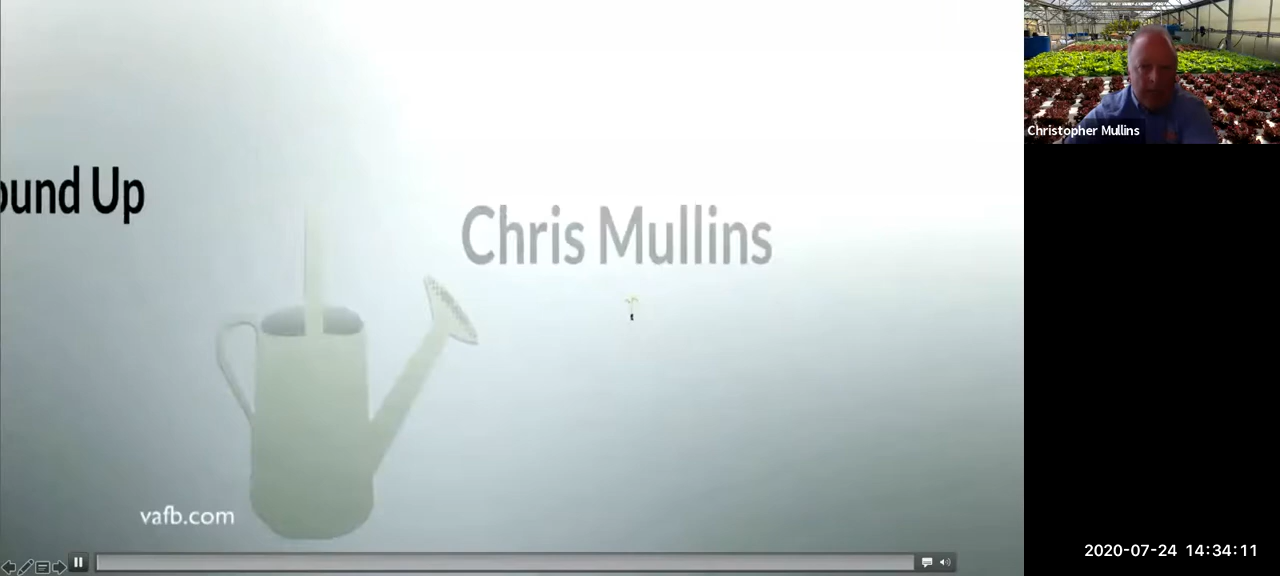 ound Up
Chris Mullins
vafb.com
Christopher Mullins
2020-07-24 14:34:11